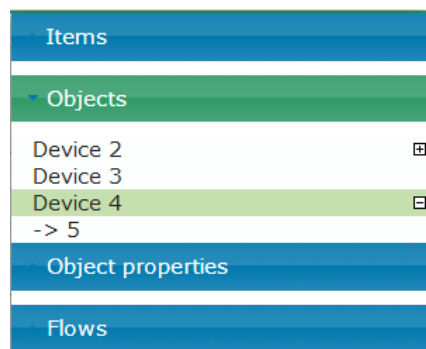 Items
Objects
Device 2
Device 3
Device 4
-> 5
Object properties
Flows